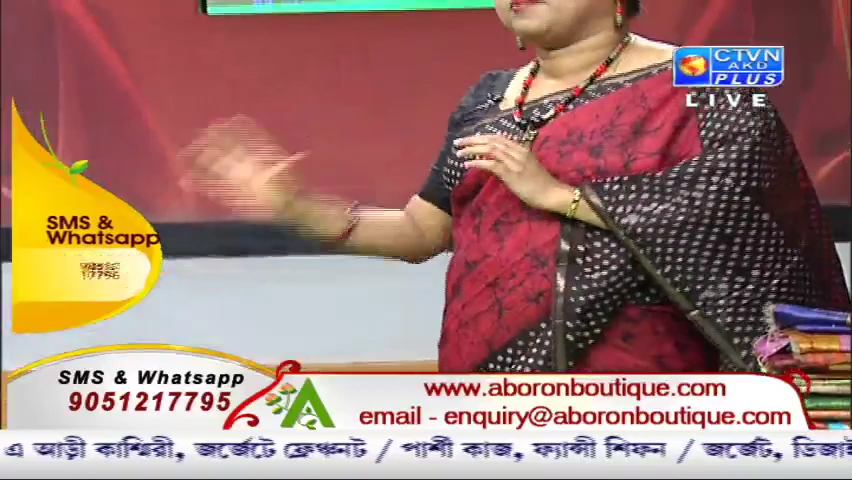 CTVN
AKD
PLUS
LIVE
SMS &
Whatsapp
17795
SMS & Whatsapp
9051217795
www.aboronboutique.com
email - enquiry@aboronboutique.com
এ আড়ী কাশ্মিরী, জর্জেটে ফ্রেঞ্চনট / পার্শী কাজ, ফ্যান্সী শিফন / জর্জেট,